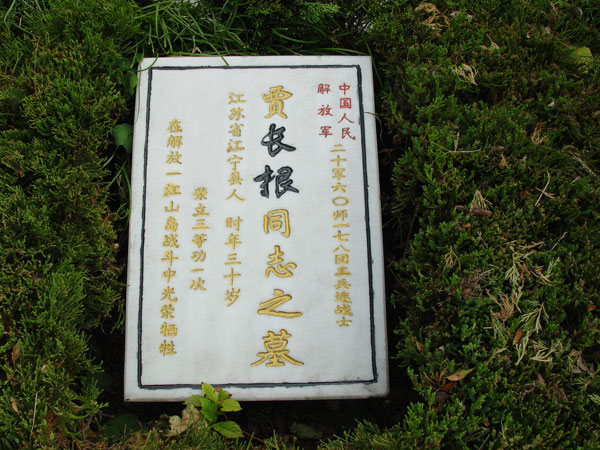 中国人民
解放军
二十军六〇师一七八团工兵连战士
贾长根同志之墓
江苏省江宁县人 时年三十岁
荣立三等功一次
在解放一江山岛战斗中光荣牺牲